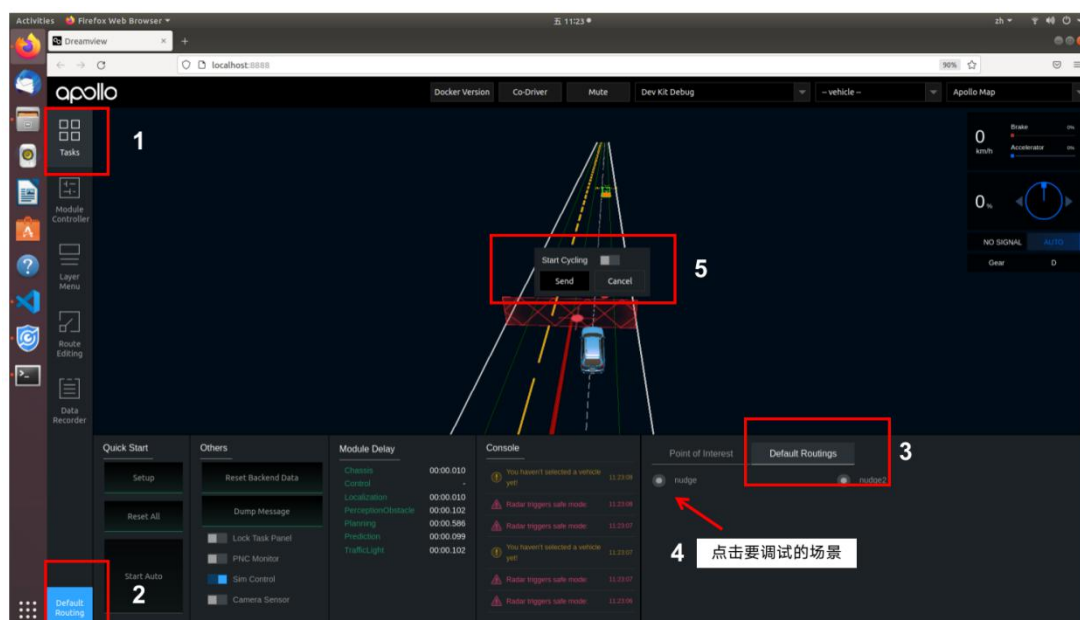 Activities Firefox Web Browser
五 11:23
zh
Dreamview × +
localhost:8888
90%
apollo
Docker Version Co-Driver Mute Dev Kit Debug -- vehicle -- Apollo Map
Tasks
1
Module
Controller
Layer
Menu
Route
Editing
Data
Recorder
Default
Routing
2
0
km/h
Brake 0%
Accelerator 0%
0 %
NO SIGNAL AUTO
Gear D
Start Cycling
Send Cancel
5
Quick Start
Setup
Reset All
Start Auto
Others
Reset Backend Data
Dump Message
Lock Task Panel
PNC Monitor
Sim Control
Camera Sensor
Module Delay
Chassis 00:00.010
Control -
Localization 00:00.010
PerceptionObstacle 00:00.102
Planning 00:00.586
Prediction 00:00.099
TrafficLight 00:00.102
Console
You haven't selected a vehicle
yet! 11:23:09
Radar triggers safe mode: 11:23:08
Radar triggers safe mode: 11:23:07
You haven't selected a vehicle
yet! 11:23:07
Radar triggers safe mode: 11:23:07
Radar triggers safe mode: 11:23:06
Point of Interest Default Routings
3
nudge nudge2
4
点击要调试的场景